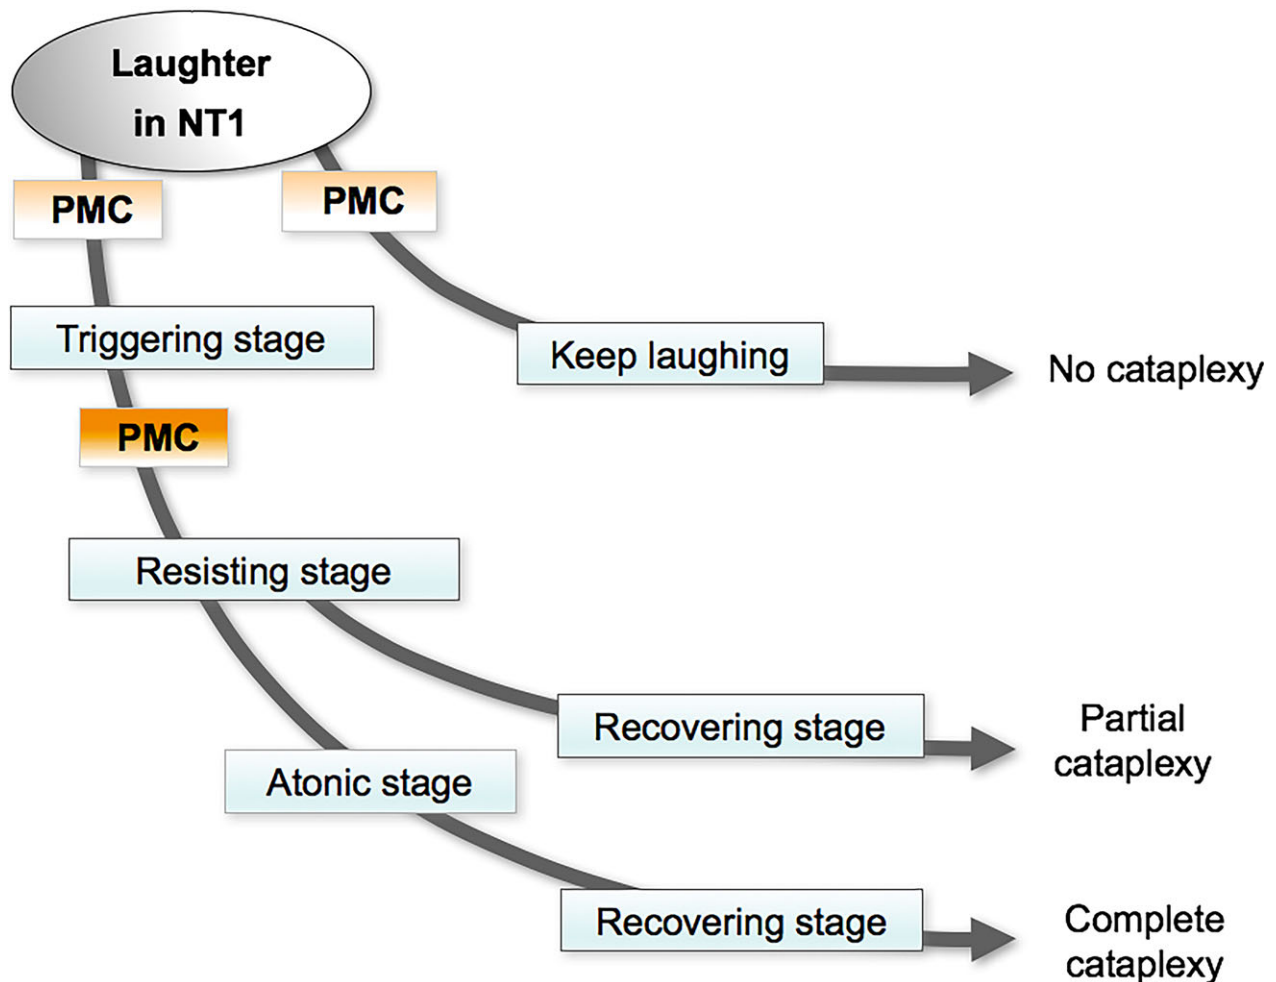 Laughter
in NT1
PMC
PMC
Triggering stage
Keep laughing
No cataplexy
PMC
Resisting stage
Recovering stage
Partial
cataplexy
Atonic stage
Recovering stage
Complete
cataplexy